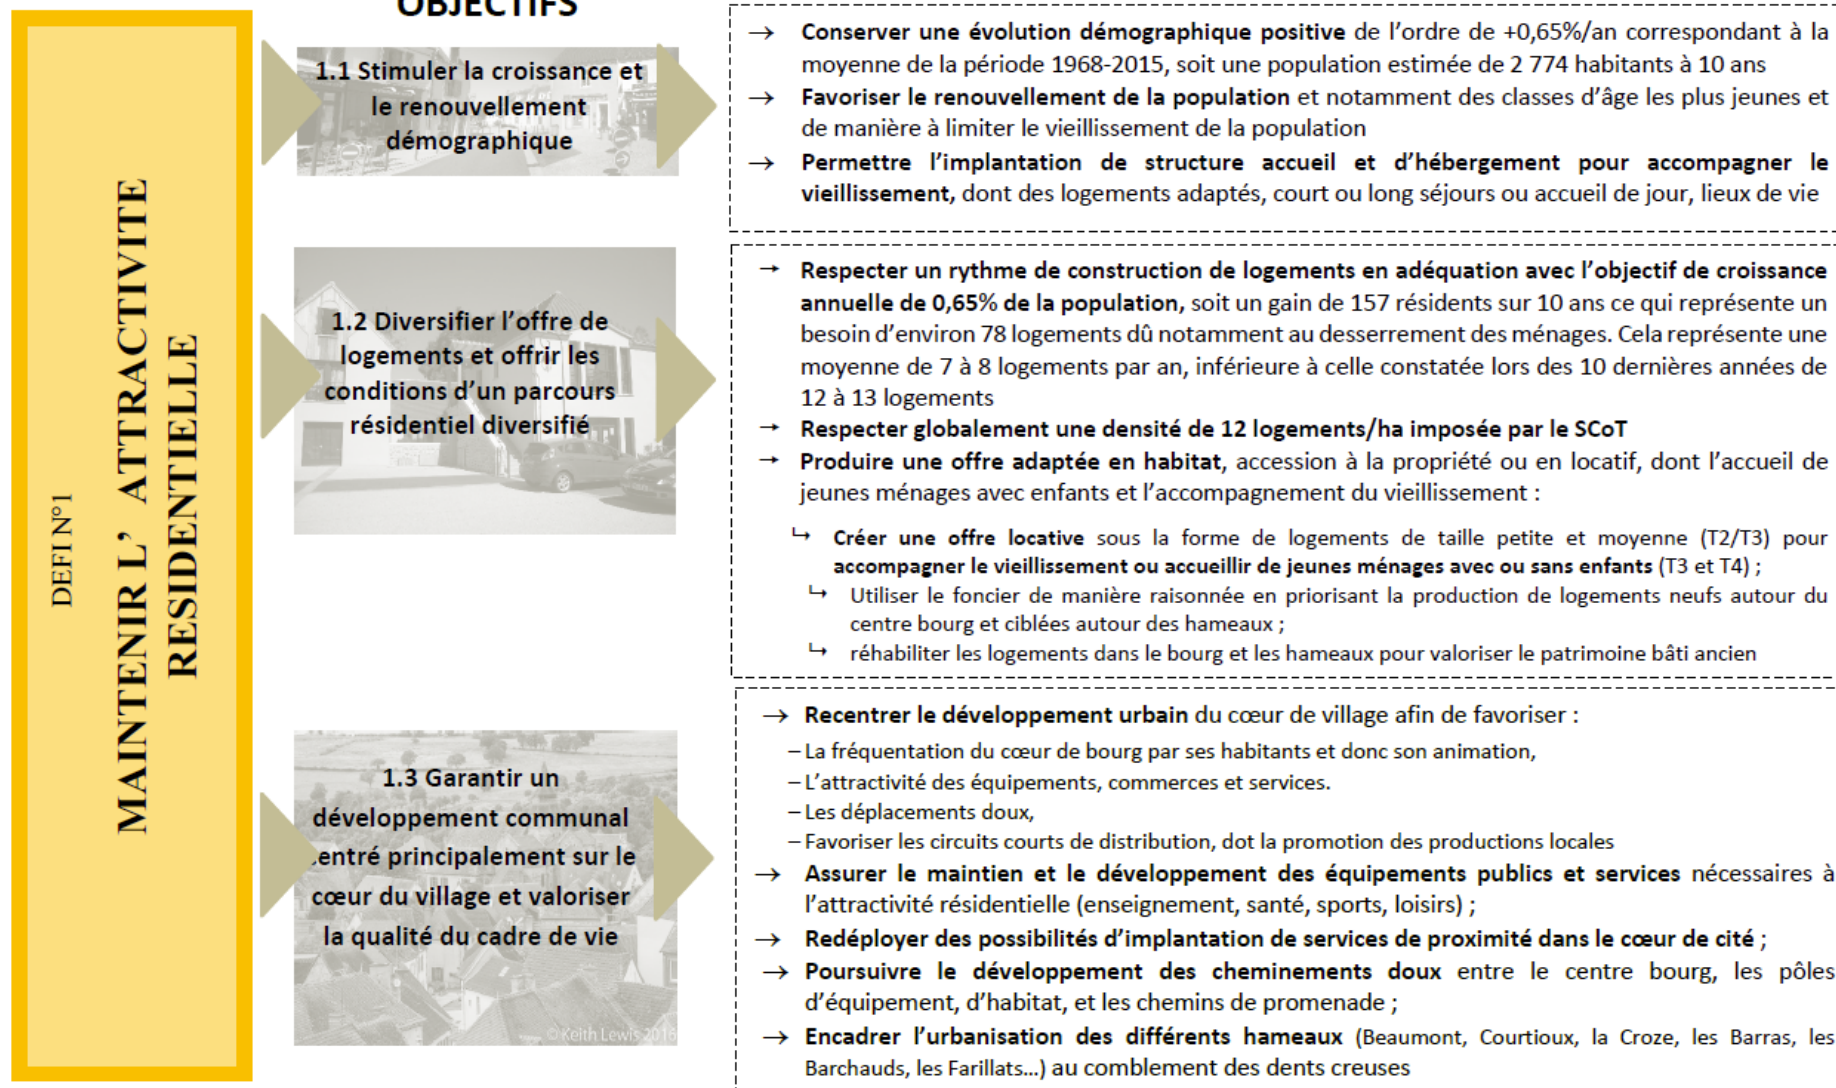 OBJECTIFS
DEFI N°1
MAINTENIR L’ ATTRACTIVITE
RESIDENTIELLE
1.1 Stimuler la croissance et
le renouvellement
démographique
→ Conserver une évolution démographique positive de l’ordre de +0,65%/an correspondant à la
moyenne de la période 1968-2015, soit une population estimée de 2 774 habitants à 10 ans
→ Favoriser le renouvellement de la population et notamment des classes d’âge les plus jeunes et
de manière à limiter le vieillissement de la population
→ Permettre l’implantation de structure accueil et d’hébergement pour accompagner le
vieillissement, dont des logements adaptés, court ou long séjours ou accueil de jour, lieux de vie
1.2 Diversifier l’offre de
logements et offrir les
conditions d’un parcours
résidentiel diversifié
→ Respecter un rythme de construction de logements en adéquation avec l’objectif de croissance
annuelle de 0,65% de la population, soit un gain de 157 résidents sur 10 ans ce qui représente un
besoin d’environ 78 logements dû notamment au desserrement des ménages. Cela représente une
moyenne de 7 à 8 logements par an, inférieure à celle constatée lors des 10 dernières années de
12 à 13 logements
→ Respecter globalement une densité de 12 logements/ha imposée par le SCoT
→ Produire une offre adaptée en habitat, accession à la propriété ou en locatif, dont l’accueil de
jeunes ménages avec enfants et l’accompagnement du vieillissement :
↪ Créer une offre locative sous la forme de logements de taille petite et moyenne (T2/T3) pour
accompagner le vieillissement ou accueillir de jeunes ménages avec ou sans enfants (T3 et T4) ;
↪ Utiliser le foncier de manière raisonnée en priorisant la production de logements neufs autour du
centre bourg et ciblées autour des hameaux ;
↪ réhabiliter les logements dans le bourg et les hameaux pour valoriser le patrimoine bâti ancien
1.3 Garantir un
développement communal
centré principalement sur le
cœur du village et valoriser
la qualité du cadre de vie
© Keith Lewis 2016
→ Recentrer le développement urbain du cœur de village afin de favoriser :
– La fréquentation du cœur de bourg par ses habitants et donc son animation,
– L’attractivité des équipements, commerces et services.
– Les déplacements doux,
– Favoriser les circuits courts de distribution, dot la promotion des productions locales
→ Assurer le maintien et le développement des équipements publics et services nécessaires à
l’attractivité résidentielle (enseignement, santé, sports, loisirs) ;
→ Redéployer des possibilités d’implantation de services de proximité dans le cœur de cité ;
→ Poursuivre le développement des cheminements doux entre le centre bourg, les pôles
d’équipement, d’habitat, et les chemins de promenade ;
→ Encadrer l’urbanisation des différents hameaux (Beaumont, Courtioux, la Croze, les Barras, les
Barchauds, les Farillats…) au comblement des dents creuses